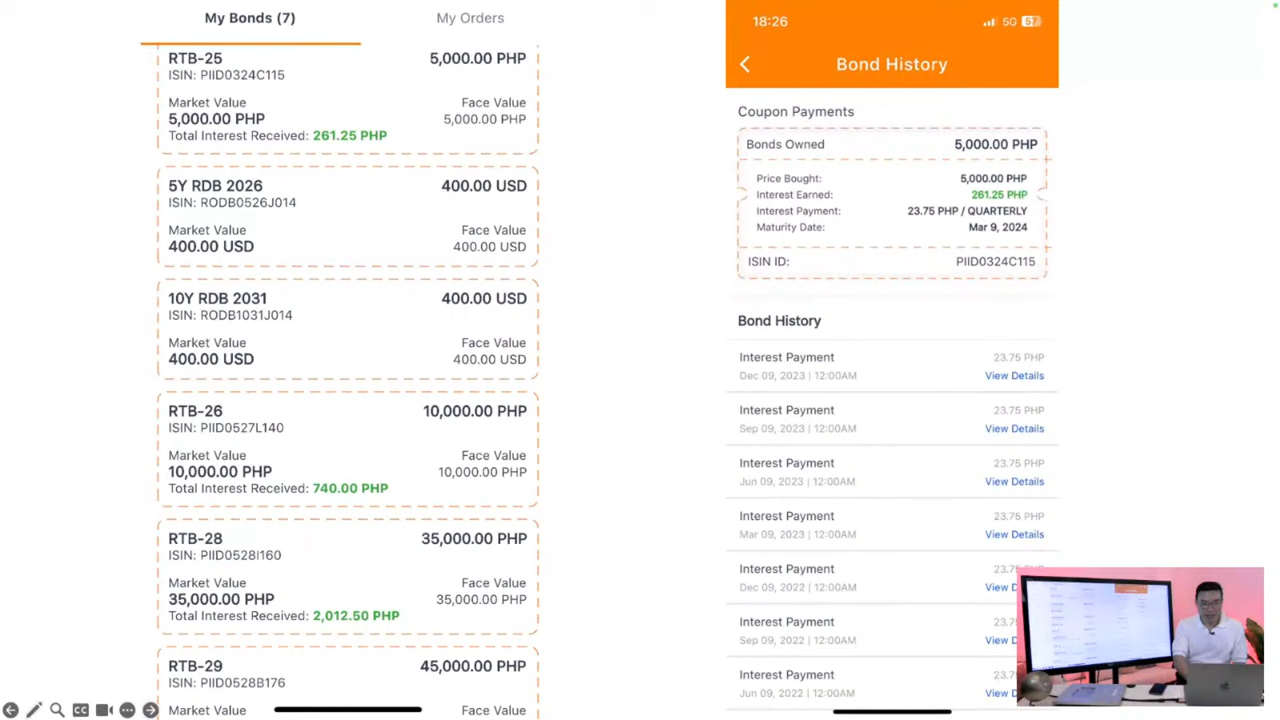 My Bonds (7)
My Orders
RTB-25
5,000.00 PHP
ISIN: PIID0324C115
Market Value
Face Value
5,000.00 PHP
5,000.00 PHP
Total Interest Received: 261.25 PHP
5Y RDB 2026
400.00 USD
ISIN: RODB0526J014
Market Value
Face Value
400.00 USD
400.00 USD
10Y RDB 2031
400.00 USD
ISIN: RODB1031J014
Market Value
Face Value
400.00 USD
400.00 USD
RTB-26
10,000.00 PHP
ISIN: PIID0527L140
Market Value
Face Value
10,000.00 PHP
10,000.00 PHP
Total Interest Received: 740.00 PHP
RTB-28
35,000.00 PHP
ISIN: PIID0528I160
Market Value
Face Value
35,000.00 PHP
35,000.00 PHP
Total Interest Received: 2,012.50 PHP
RTB-29
45,000.00 PHP
ISIN: PIID0528B176
Market Value
Face Value
CC
18:26
5G 57
Bond History
Coupon Payments
Bonds Owned
5,000.00 PHP
Price Bought:
5,000.00 PHP
Interest Earned:
261.25 PHP
Interest Payment:
23.75 PHP / QUARTERLY
Maturity Date:
Mar 9, 2024
ISIN ID:
PIID0324C115
Bond History
Interest Payment
23.75 PHP
Dec 09, 2023 | 12:00AM
View Details
Interest Payment
23.75 PHP
Sep 09, 2023 | 12:00AM
View Details
Interest Payment
23.75 PHP
Jun 09, 2023 | 12:00AM
View Details
Interest Payment
23.75 PHP
Mar 09, 2023 | 12:00AM
View Details
Interest Payment
23.7
Dec 09, 2022 | 12:00AM
View D
Interest Payment
23.
Sep 09, 2022 | 12:00AM
View
Interest Payment
23.
Jun 09, 2022 | 12:00AM
View D